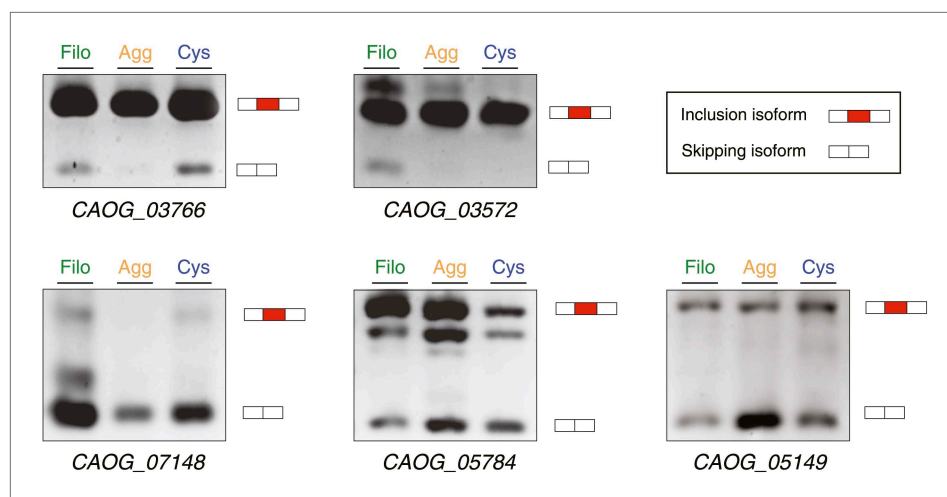 Filo Agg Cys
CAOG_03766
Filo Agg Cys
CAOG_03572
Inclusion isoform
Skipping isoform
Filo Agg Cys
CAOG_07148
Filo Agg Cys
CAOG_05784
Filo Agg Cys
CAOG_05149